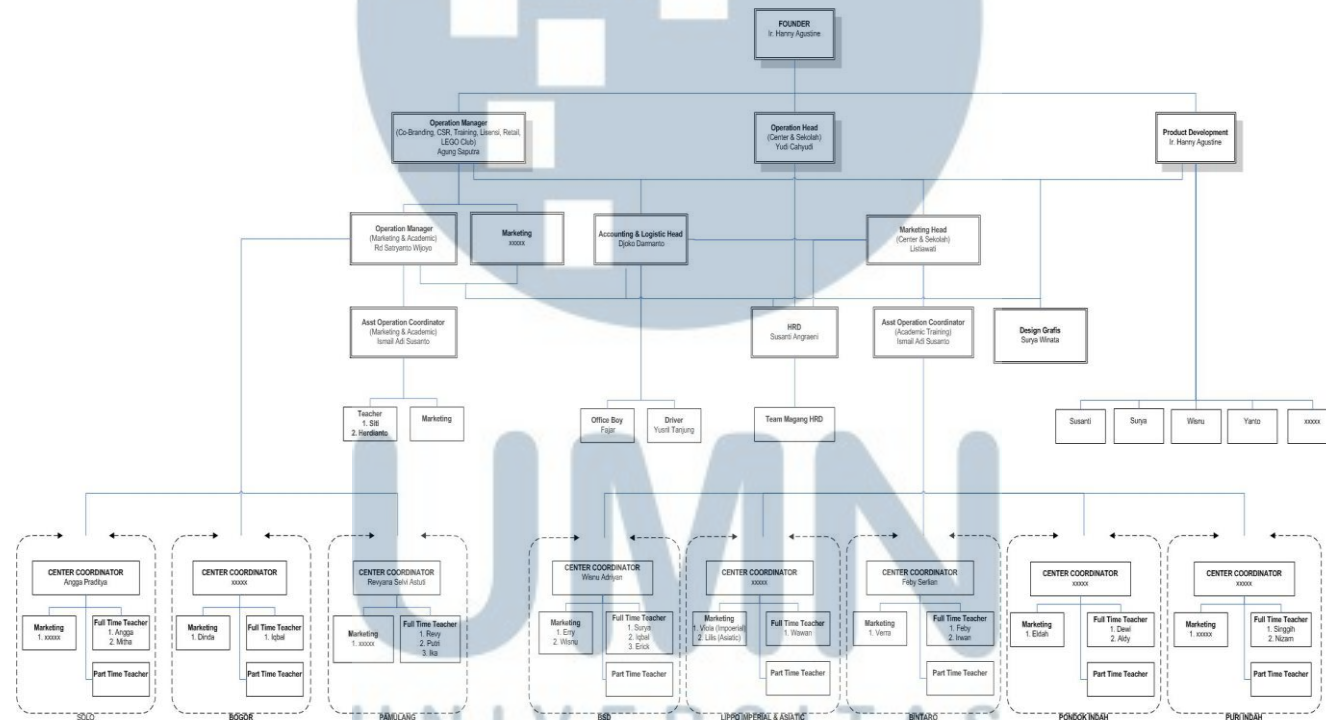 FOUNDER
Ir. Hanny Agustine
Operation Manager
(Co-Branding, CSR, Training, Lisensi, Retail,
LEGO Club)
Agung Saputra
Operation Head
(Center & Sekolah)
Yudi Cahyudi
Product Development
Ir. Hanny Agustine
Operation Manager
(Marketing & Academic)
Rd Satryanto Wijoyo
Marketing
xxxxx
Accounting & Logistic Head
Djoko Darmanto
Marketing Head
(Center & Sekolah)
Listiawati
Asst Operation Coordinator
(Marketing & Academic)
Ismail Adi Susanto
HRD
Susanti Angraeni
Asst Operation Coordinator
(Academic Training)
Ismail Adi Susanto
Design Grafis
Surya Winata
Teacher
1. Siti
2. Herdianto
Marketing
Office Boy
Fajar
Driver
Yusril Tanjung
Team Magang HRD
Susanti
Surya
Wisnu
Yanto
xxxxx
UMN
CENTER COORDINATOR
Angga Praditya
Marketing
1. xxxxx
Full Time Teacher
1. Angga
2. Mitha
Part Time Teacher
SOLO
CENTER COORDINATOR
xxxxx
Marketing
1. Dinda
Full Time Teacher
1. Iqbal
Part Time Teacher
BOGOR
CENTER COORDINATOR
Revyana Selvi Astuti
Marketing
1. xxxxx
Full Time Teacher
1. Revy
2. Putri
3. Ika
PAMULANG
CENTER COORDINATOR
Wisnu Adriyan
Marketing
1. Erry
2. Wisnu
Full Time Teacher
1. Surya
2. Iqbal
3. Erick
Part Time Teacher
BSD
CENTER COORDINATOR
xxxxx
Marketing
1. Viola (Impoerial)
2. Lilis (Asiatic)
Full Time Teacher
1. Wawan
Part Time Teacher
LIPPO IMPERIAL & ASIATIC
CENTER COORDINATOR
Feby Serlian
Marketing
1. Verra
Full Time Teacher
1. Feby
2. Irwan
Part Time Teacher
BINTARO
CENTER COORDINATOR
xxxxx
Marketing
1. Eldah
Full Time Teacher
1. Dewi
2. Aldy
Part Time Teacher
PONDOK INDAH
CENTER COORDINATOR
xxxxx
Marketing
1. xxxxx
Full Time Teacher
1. Singgih
2. Nizam
Part Time Teacher
PURI INDAH
UNIVERSITAS